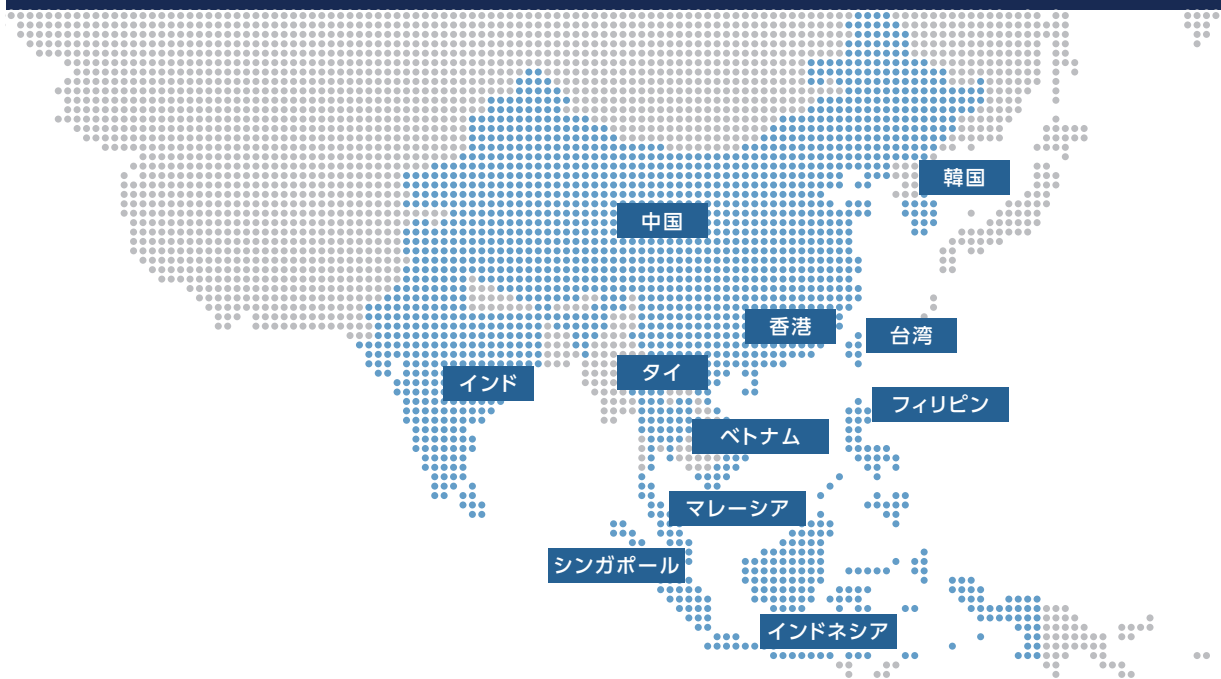 韓国
中国
香港
台湾
タイ
インド
フィリピン
ベトナム
マレーシア
シンガポール
インドネシア